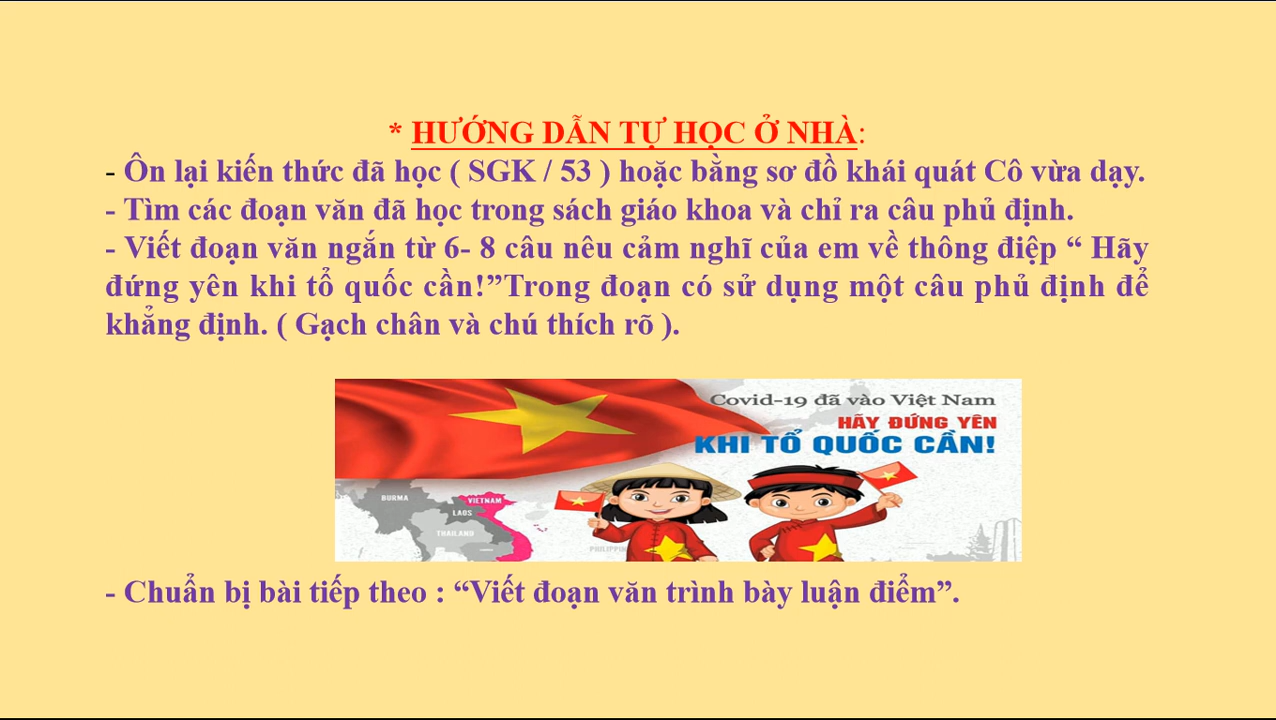 * HƯỚNG DẪN TỰ HỌC Ở NHÀ:
- Ôn lại kiến thức đã học ( SGK / 53 ) hoặc bằng sơ đồ khái quát Cô vừa dạy.
- Tìm các đoạn văn đã học trong sách giáo khoa và chỉ ra câu phủ định.
- Viết đoạn văn ngắn từ 6- 8 câu nêu cảm nghĩ của em về thông điệp “ Hãy
đứng yên khi tổ quốc cần!”Trong đoạn có sử dụng một câu phủ định để
khẳng định. ( Gạch chân và chú thích rõ ).
Covid-19 đã vào Việt Nam
HÃY ĐỨNG YÊN
KHI TỔ QUỐC CẦN!
BURMA
VIETNAM
LAOS
THAILAND
PHILIPPIN
- Chuẩn bị bài tiếp theo : “Viết đoạn văn trình bày luận điểm”.